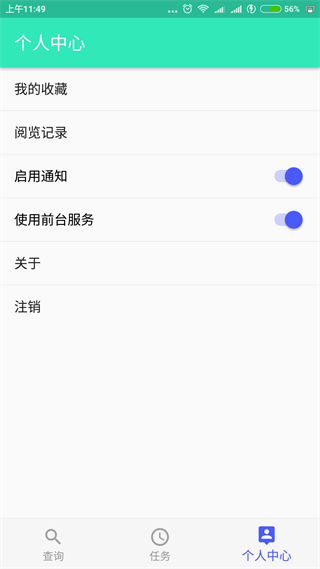 上午11:49
56%
个人中心
我的收藏
阅览记录
启用通知
使用前台服务
关于
注销
查询
任务
个人中心